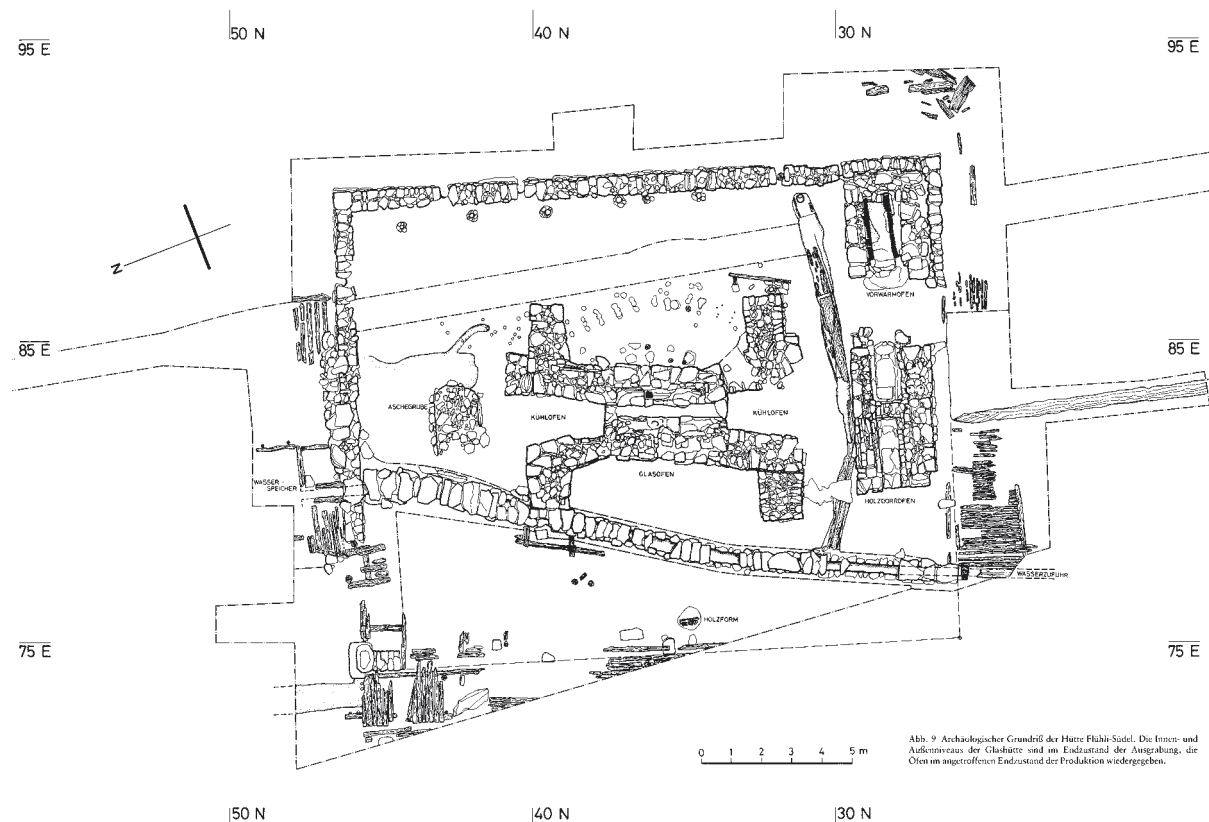 50 N
40 N
30 N
95 E
95 E
N
VORWÄRMOFEN
85 E
85 E
ASCHEGRUBE
KÜHLOFEN
KÜHLOFEN
GLASOFEN
WASSER-
SPEICHER
HOLZDÖRROFEN
WASSERZUFUHR
HOLZFORM
75 E
75 E
0 1 2 3 4 5 m
Abb. 9 Archäologischer Grundriß der Hütte Flühli-Südel. Die Innen- und
Außenniveaus der Glashütte sind im Endzustand der Ausgrabung, die
Öfen im angetroffenen Endzustand der Produktion wiedergegeben.
50 N
40 N
30 N